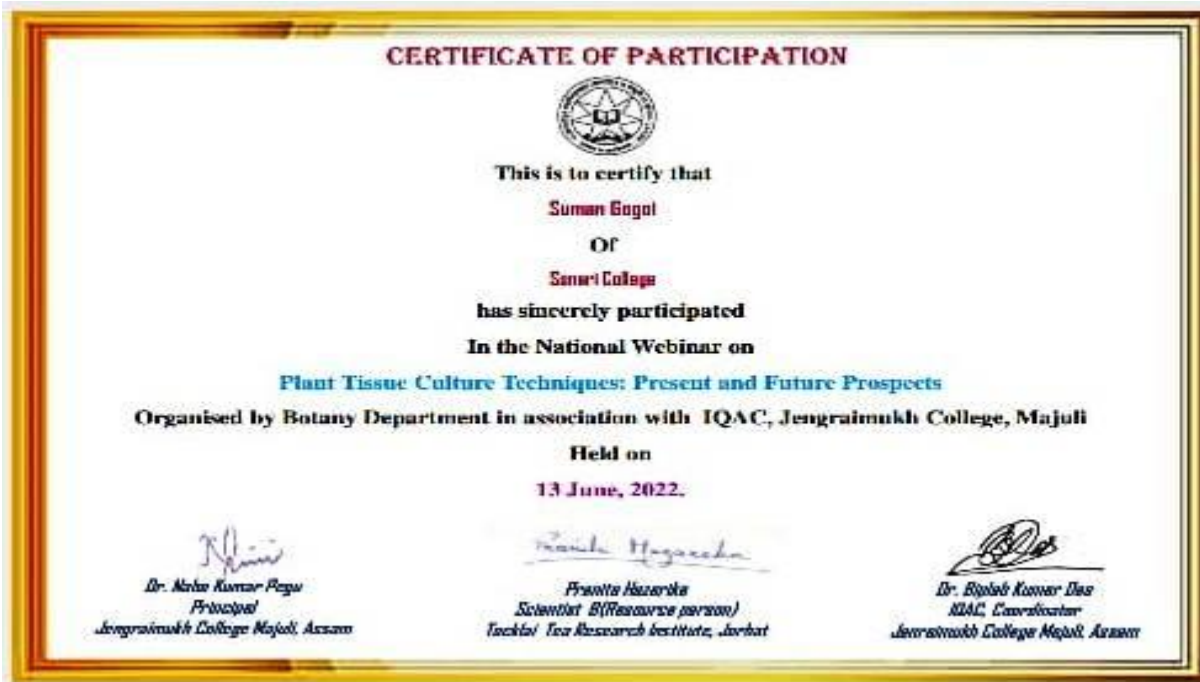 CERTIFICATE OF PARTICIPATION
This is to certify that
Suman Gogoi
Of
Sonari College
has sincerely participated
In the National Webinar on
Plant Tissue Culture Techniques: Present and Future Prospects
Organised by Botany Department in association with IQAC, Jengraimukh College, Majuli
Held on
13 June, 2022.
Dr. Kumar Pegu
Principal
Jengraimukh College Majuli, Assam
Hazarika
Scientist B(Resource person)
Tocklai Tea Research Institute, Jorhat
Dr. Biplab Kumar Das
IQAC, Coordinator
Jenraimukh College Majuli, Assam